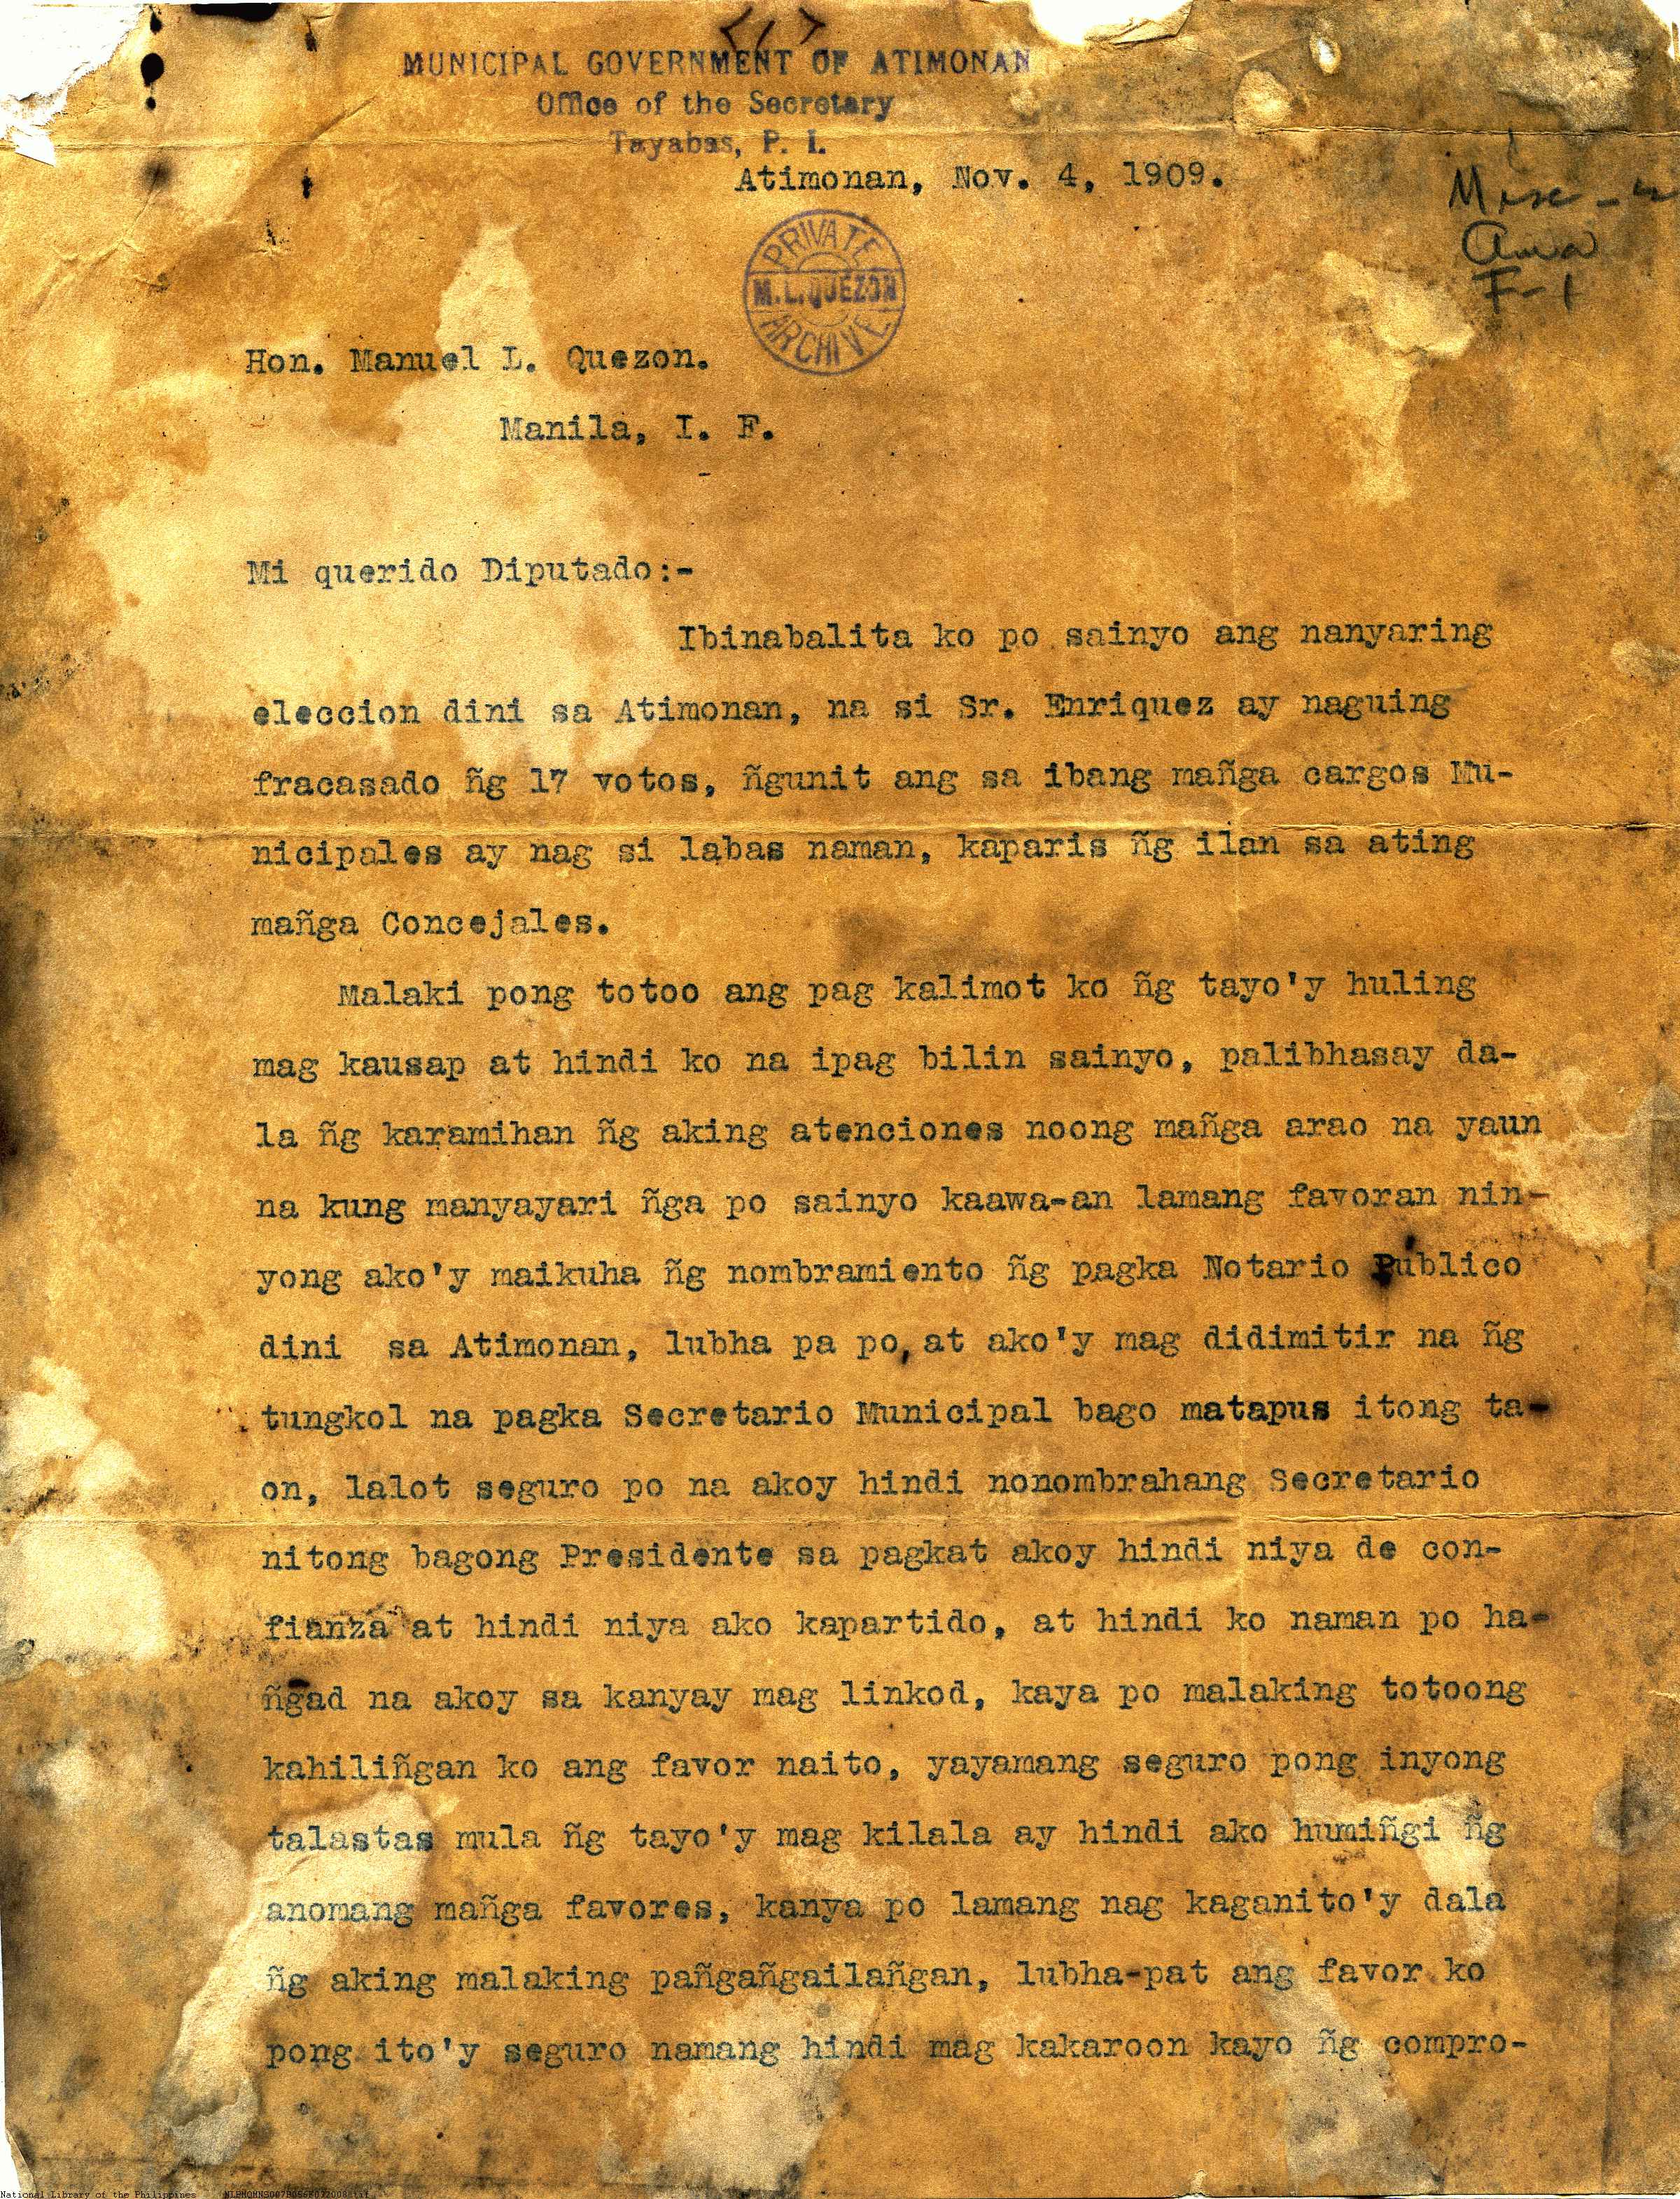 <1>
MUNICIPAL GOVERNMENT OF ATIMONAN
Office of the Secretary
Tayabas, P. I.
Atimonan, Nov. 4, 1909.
F-1
PRIVATE
M.L.QUEZON
ARCHIVE
Hon. Manuel L. Quezon.
Manila, I. F.
Mi querido Diputado:-
Ibinabalita ko po sainyo ang nanyaring
eleccion dini sa Atimonan, na si Sr. Enriquez ay naguing
fracasado ñg 17 votos, ñgunit ang sa ibang mañga cargos Mu-
nicipales ay nag si labas naman, kaparis ñg ilan sa ating
mañga Concejales.
Malaki pong totoo ang pag kalimot ko ñg tayo'y huling
mag kausap at hindi ko na ipag bilin sainyo, palibhasay da-
la ñg karamihan ñg aking atenciones noong mañga arao na yaun
na kung manyayari ñga po sainyo kaawa-an lamang favoran nin-
yong ako'y maikuha ñg nombramiento ñg pagka Notario Publico
dini sa Atimonan, lubha pa po, at ako'y mag didimitir na ñg
tungkol na pagka Secretario Municipal bago matapus itong ta-
on, lalot seguro po na akoy hindi nonombrahang Secretario
nitong bagong Presidente sa pagkat akoy hindi niya de con-
fianza at hindi niya ako kapartido, at hindi ko naman po ha-
ñgad na akoy sa kanyay mag linkod, kaya po malaking totoong
kahiliñgan ko ang favor naito, yayamang seguro pong inyong
talastas mula ñg tayo'y mag kilala ay hindi ako humiñgi ñg
anomang mañga favores, kanya po lamang nag kaganito'y dala
ñg aking malaking pañgañgailañgan, lubha-pat ang favor ko
pong ito'y seguro namang hindi mag kakaroon kayo ñg compro-
National Library of the Philippines